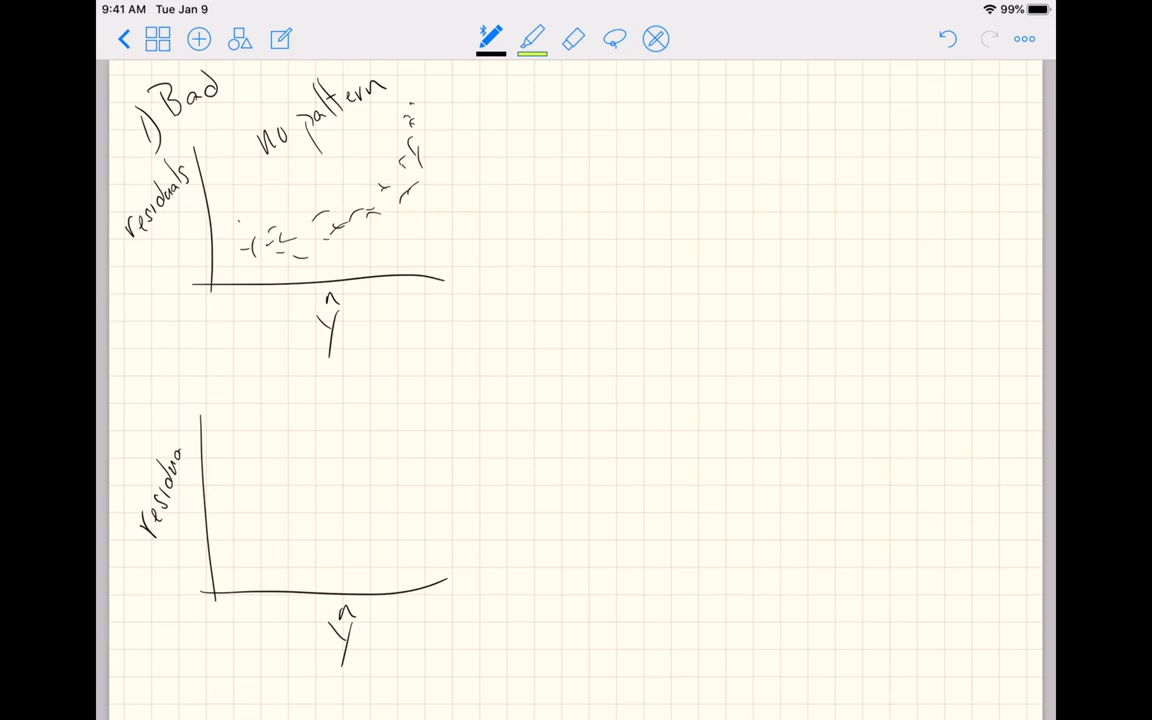 9:41 AM Tue Jan 9
99%
1) Bad
no pattern
residuals
ŷ
residua
ŷ